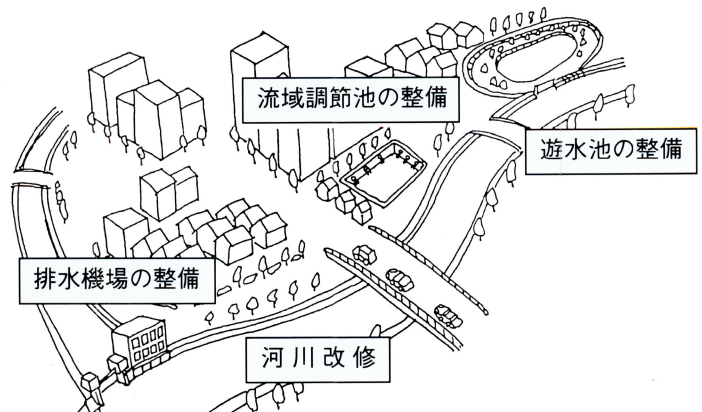 流域調節池の整備
遊水池の整備
排水機場の整備
河川改修